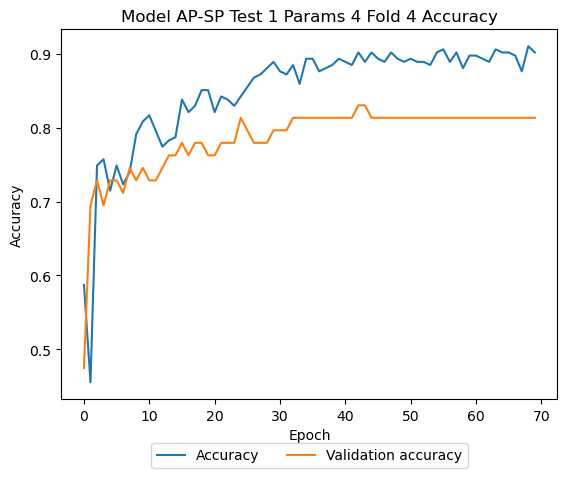 Model AP-SP Test 1 Params 4 Fold 4 Accuracy
0.9
0.8
0.7
0.6
0.5
Accuracy
0 10 20 30 40 50 60 70
Epoch
Accuracy Validation accuracy